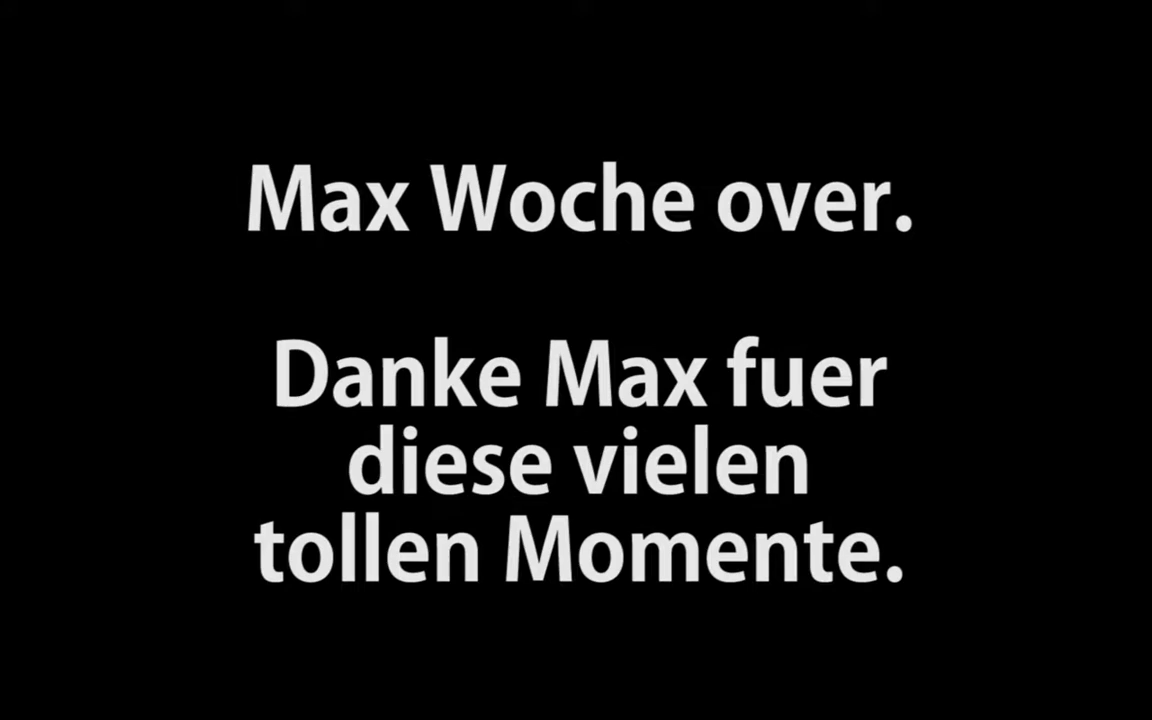 Max Woche over.
Danke Max fuer
diese vielen
tollen Momente.